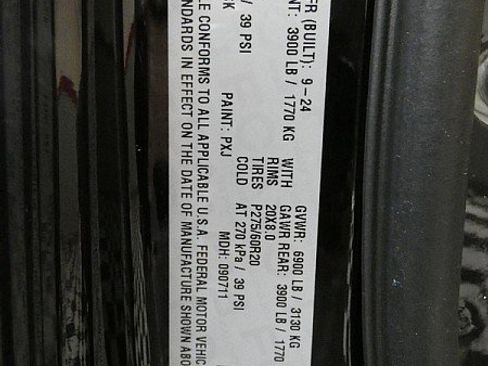 ER (BUILT): 9-24 GVWR: 6900 LB / 3130 KG
NT: 3900 LB / 1770 KG WITH GAWR REAR: 3900 LB / 1770
RIMS 20X8.0
TIRES P275/60R20
/ 39 PSI COLD AT 270 kPa / 39 PSI
K PAINT: PXJ MDH: 090711
LE CONFORMS TO ALL APPLICABLE U.S.A. FEDERAL MOTOR VEHIC
NDARDS IN EFFECT ON THE DATE OF MANUFACTURE SHOWN ABO